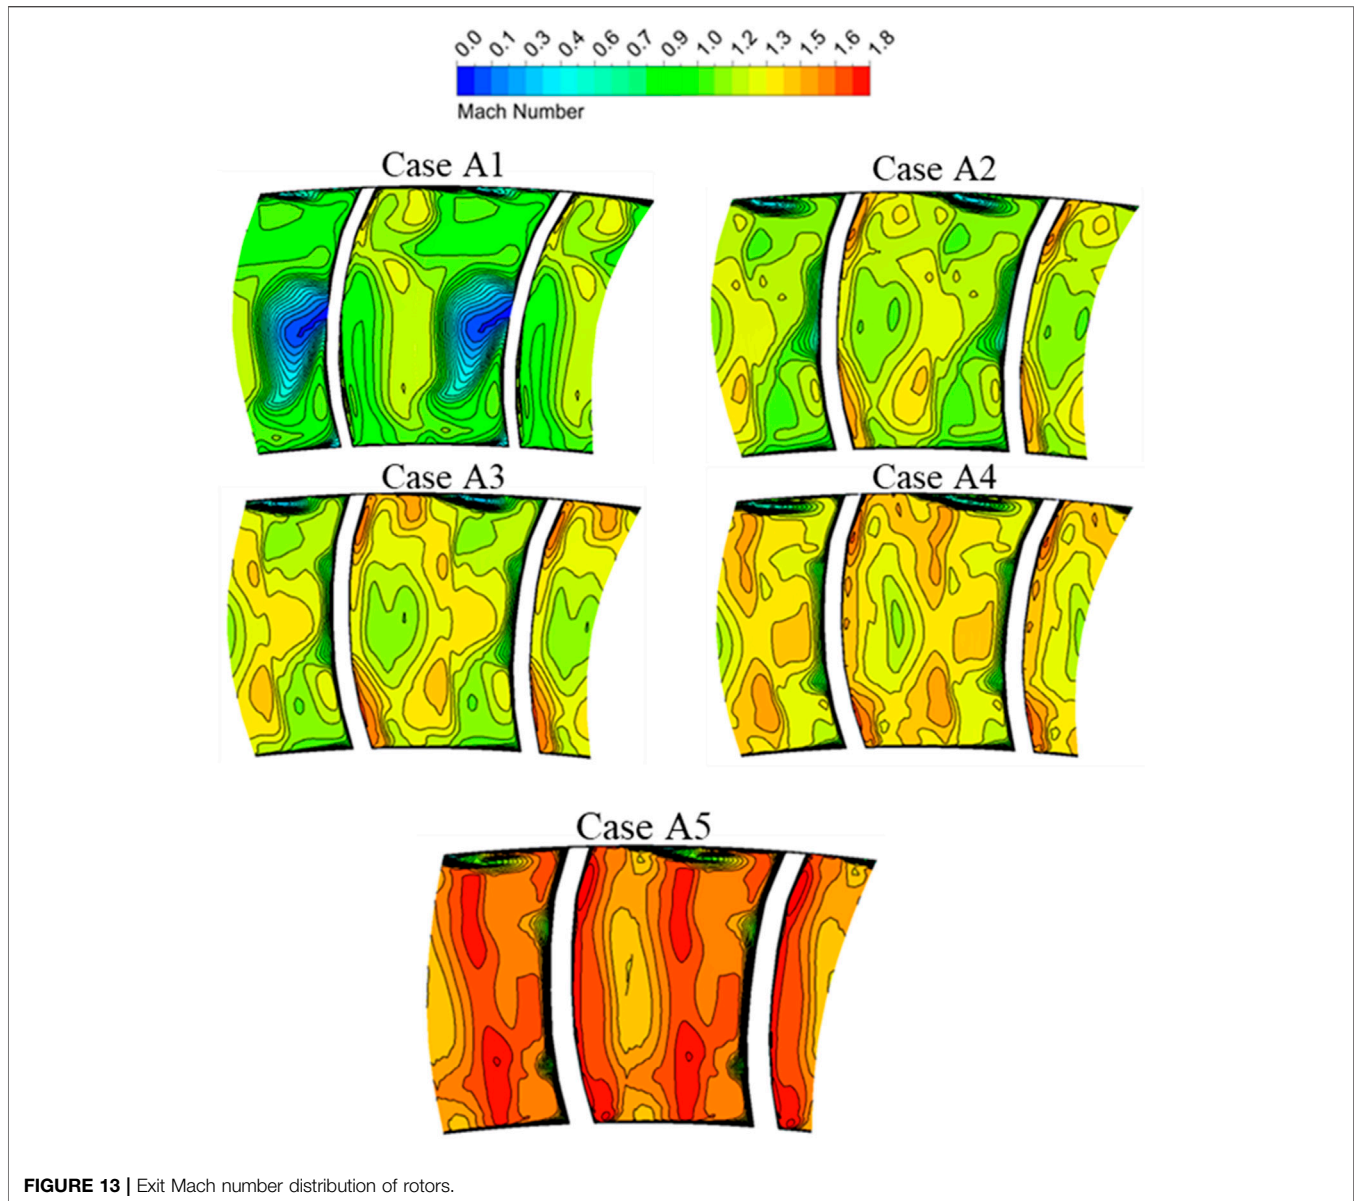 0.0 0.1 0.3 0.4 0.6 0.7 0.9 1.0 1.2 1.3 1.5 1.6 1.8
Mach Number
Case A1
Case A2
Case A3
Case A4
Case A5
FIGURE 13 | Exit Mach number distribution of rotors.